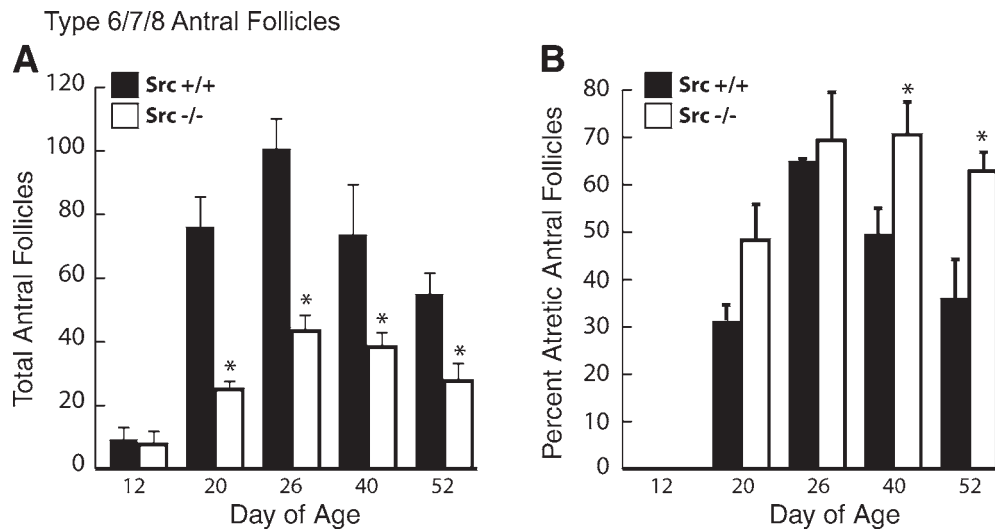 Type 6/7/8 Antral Follicles
A
Src +/+
Src -/-
Total Antral Follicles
120
100
80
60
40
20
0
*
*
*
*
12 20 26 40 52
Day of Age
B
Src +/+
Src -/-
Percent Atretic Antral Follicles
80
70
60
50
40
30
20
10
0
*
*
12 20 26 40 52
Day of Age